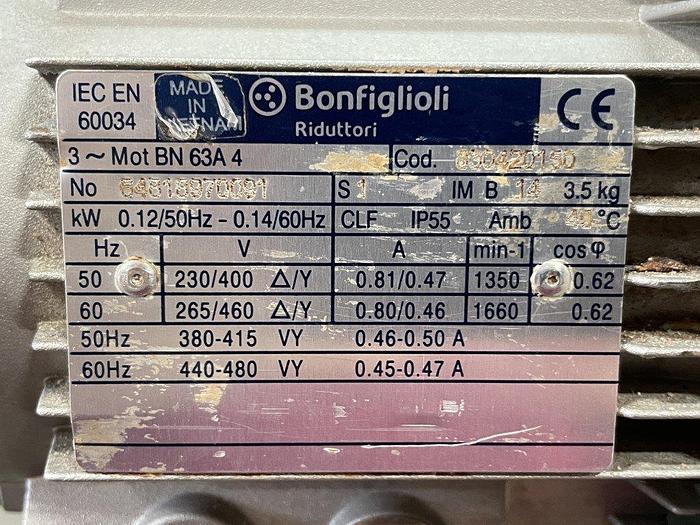 IEC EN
60034
MADE
IN
VIETNAM
Bonfiglioli
Riduttori
CE
3 ~ Mot BN 63A 4 Cod. 800420150
No S 1 IM B 14 3.5 kg
kW 0.12/50Hz - 0.14/60Hz CLF IP55 Amb 40 °C
Hz V A min-1 cos φ
50 230/400 Δ/Y 0.81/0.47 1350 0.62
60 265/460 Δ/Y 0.80/0.46 1660 0.62
50Hz 380-415 VY 0.46-0.50 A
60Hz 440-480 VY 0.45-0.47 A